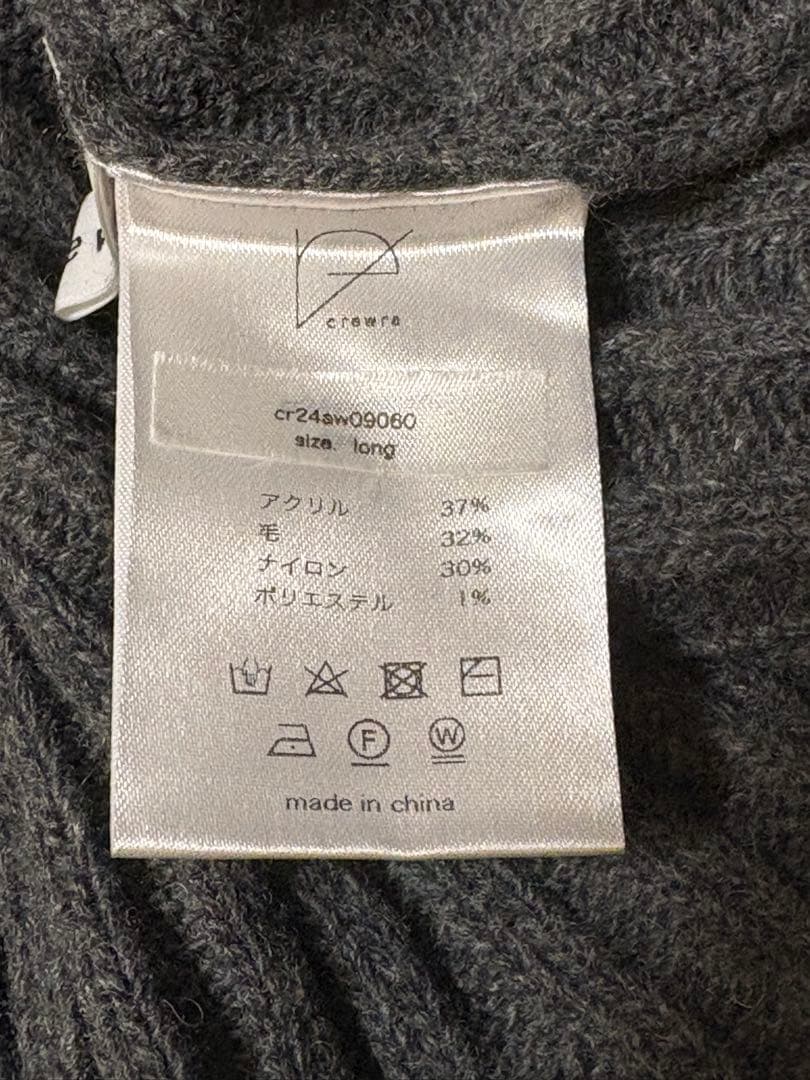 crawra
cr24aw09060
size. long
アクリル 37%
毛 32%
ナイロン 30%
ポリエステル 1%
F
W
made in china